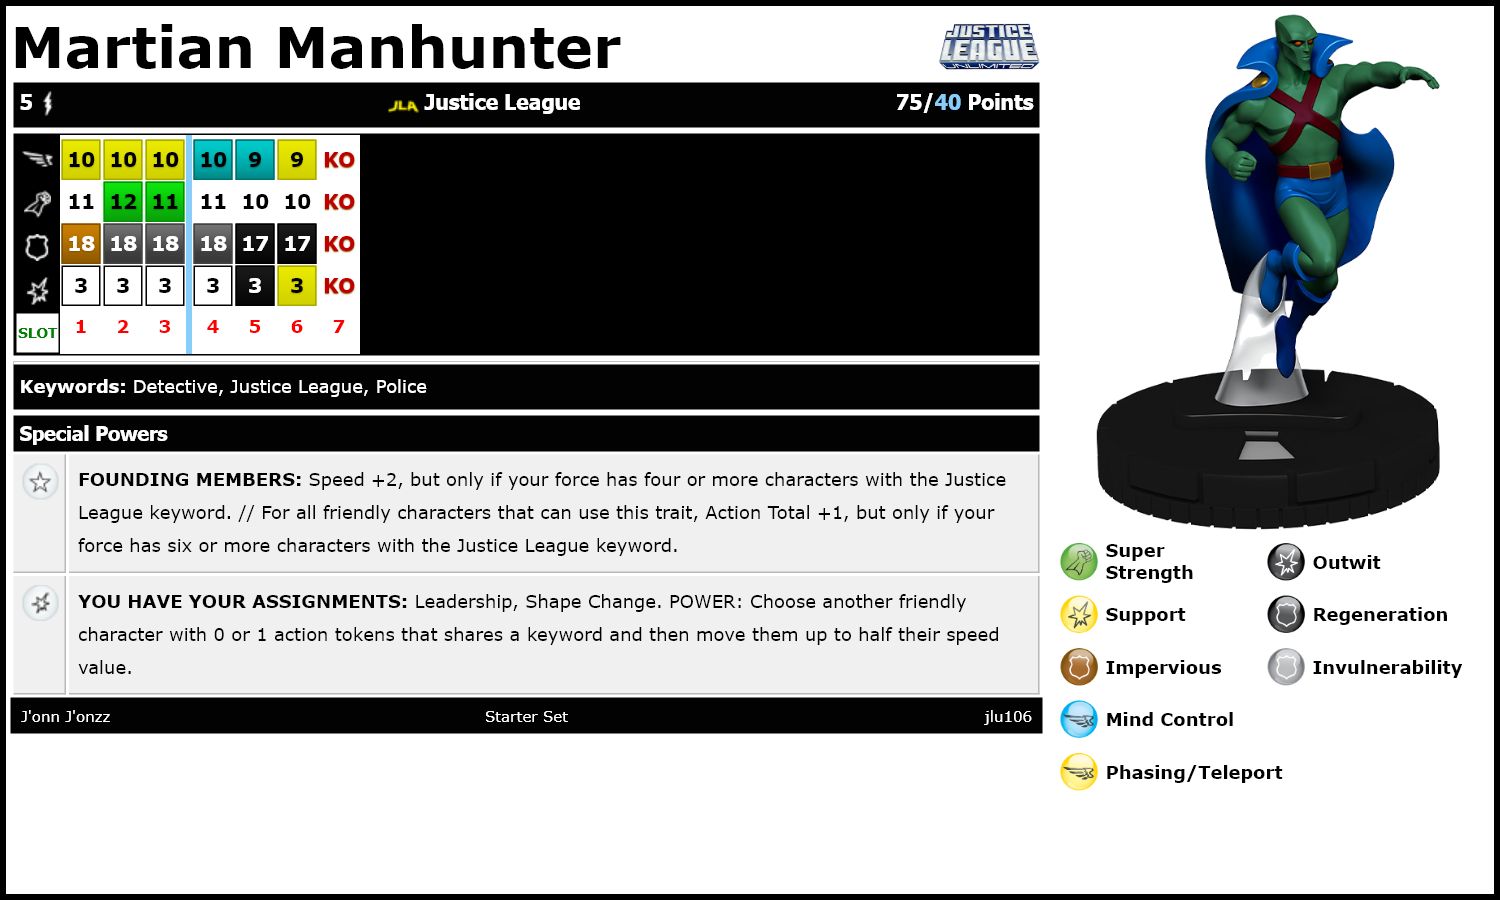 Martian Manhunter
JUSTICE
LEAGUE
UNLIMITED
5 JLA Justice League 75/40 Points
10 10 10 10 9 9 KO
11 12 11 11 10 10 KO
18 18 18 18 17 17 KO
3 3 3 3 3 3 KO
SLOT 1 2 3 4 5 6 7
Keywords: Detective, Justice League, Police
Special Powers
FOUNDING MEMBERS: Speed +2, but only if your force has four or more characters with the Justice
League keyword. // For all friendly characters that can use this trait, Action Total +1, but only if your
force has six or more characters with the Justice League keyword.
YOU HAVE YOUR ASSIGNMENTS: Leadership, Shape Change. POWER: Choose another friendly
character with 0 or 1 action tokens that shares a keyword and then move them up to half their speed
value.
J'onn J'onzz Starter Set jlu106
Super
Strength
Outwit
Support
Regeneration
Impervious
Invulnerability
Mind Control
Phasing/Teleport